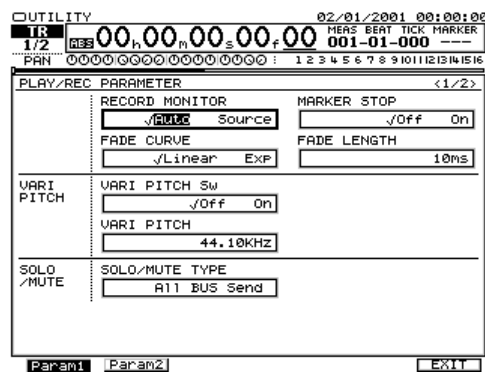 UTILITY 02/01/2001 00:00:00
TR 1/2 ABS 00h00m00s00f00 MEAS BEAT TICK MARKER
001-01-000 ---
PAN 1 2 3 4 5 6 7 8 9 10 11 12 13 14 15 16
PLAY/REC PARAMETER <1/2>
RECORD MONITOR MARKER STOP
√Auto Source √Off On
FADE CURVE FADE LENGTH
√Linear Exp 10ms
VARI PITCH VARI PITCH Sw
√Off On
VARI PITCH
44.10KHz
SOLO /MUTE SOLO/MUTE TYPE
All BUS Send
Param1 Param2 EXIT